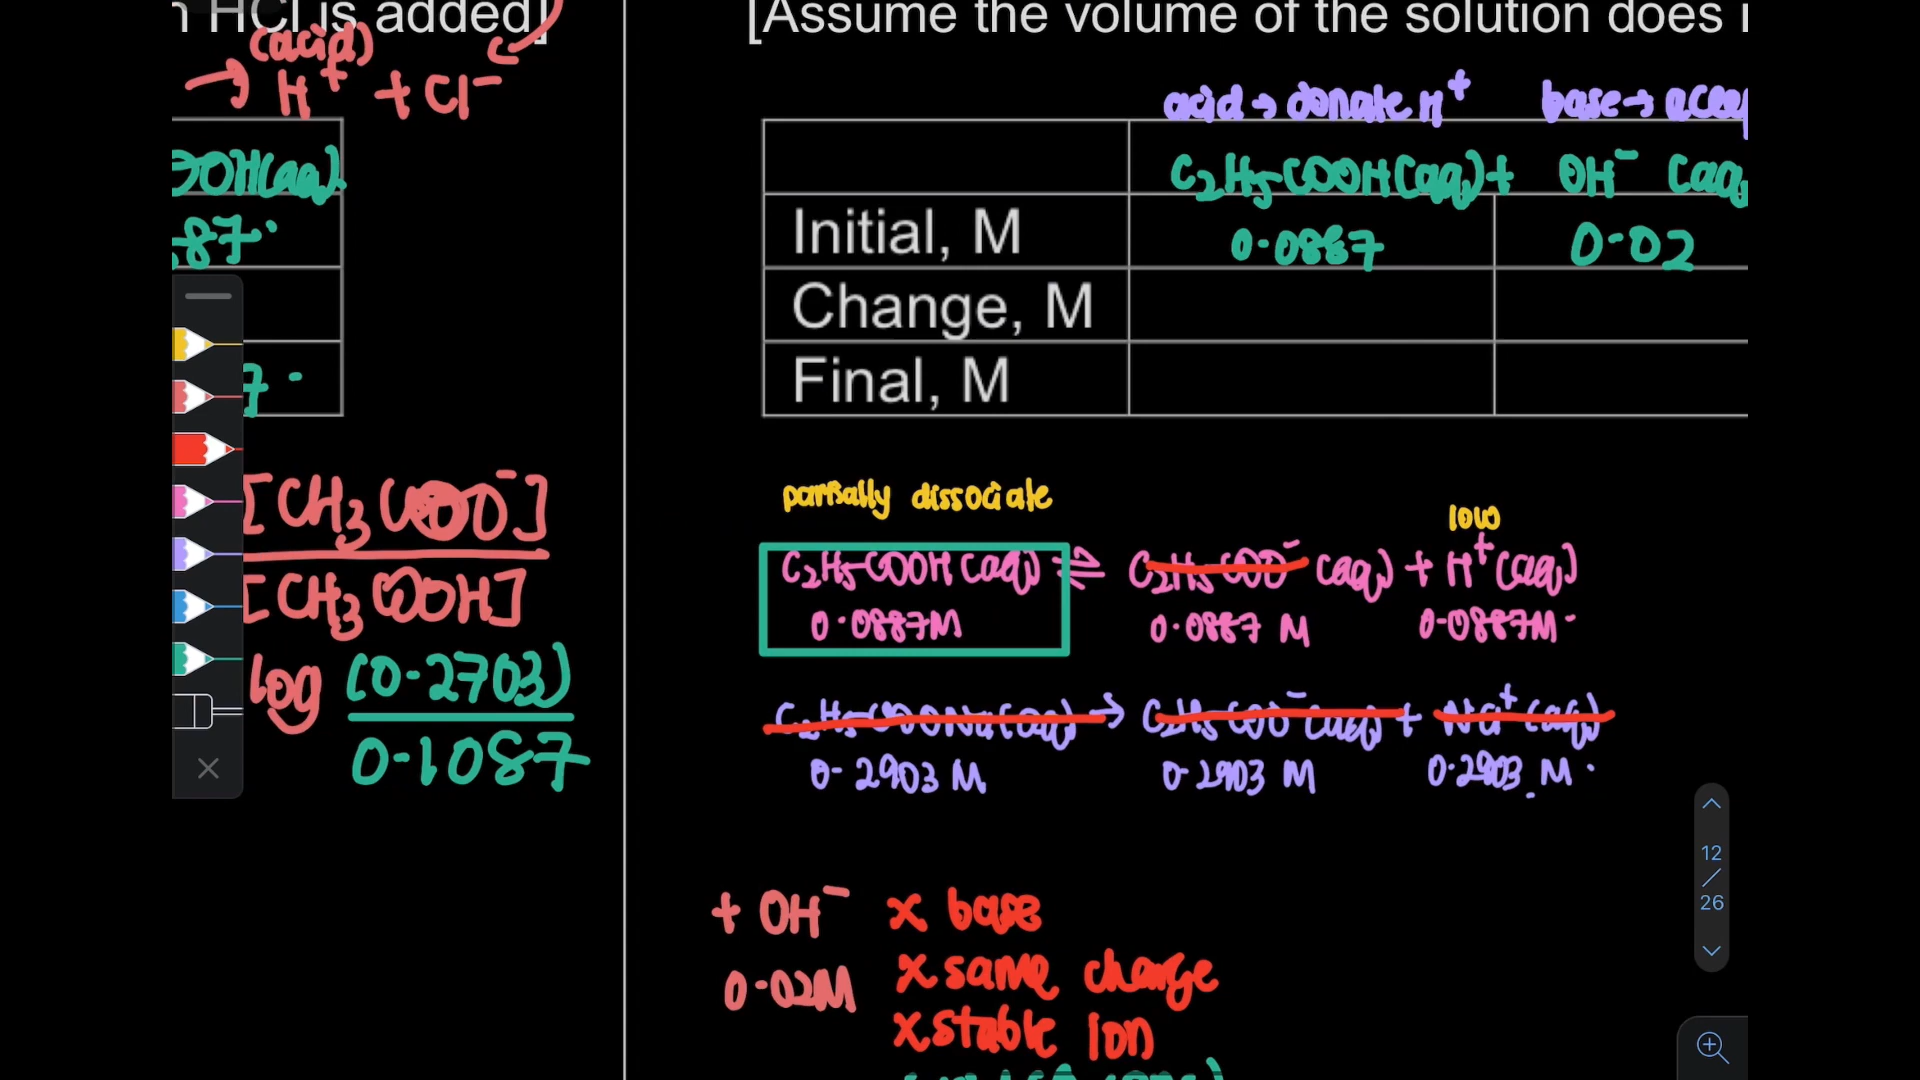 n HCl is added]
(acid)
→ H⁺ + Cl⁻
OOH(aq)
.887
7
[CH₃COO⁻]
[CH₃COOH]
log (0.2703)
0.1087
[Assume the volume of the solution does
acid → donate H⁺ base → accep
C₂H₅COOH(aq) + OH⁻ (aq
Initial, M 0.0887 0.02
Change, M
Final, M
partially dissociate
low
C₂H₅COOH(aq) ⇌ C₂H₅COO⁻(aq) + H⁺(aq)
0.0887M 0.0887 M 0.0887M
C₂H₅COONa(aq) → C₂H₅COO⁻(aq) + Na⁺(aq)
0.2903 M 0.2903 M 0.2903 M
+ OH⁻ x base
0.02M x same charge
x stable ion
12
/
26